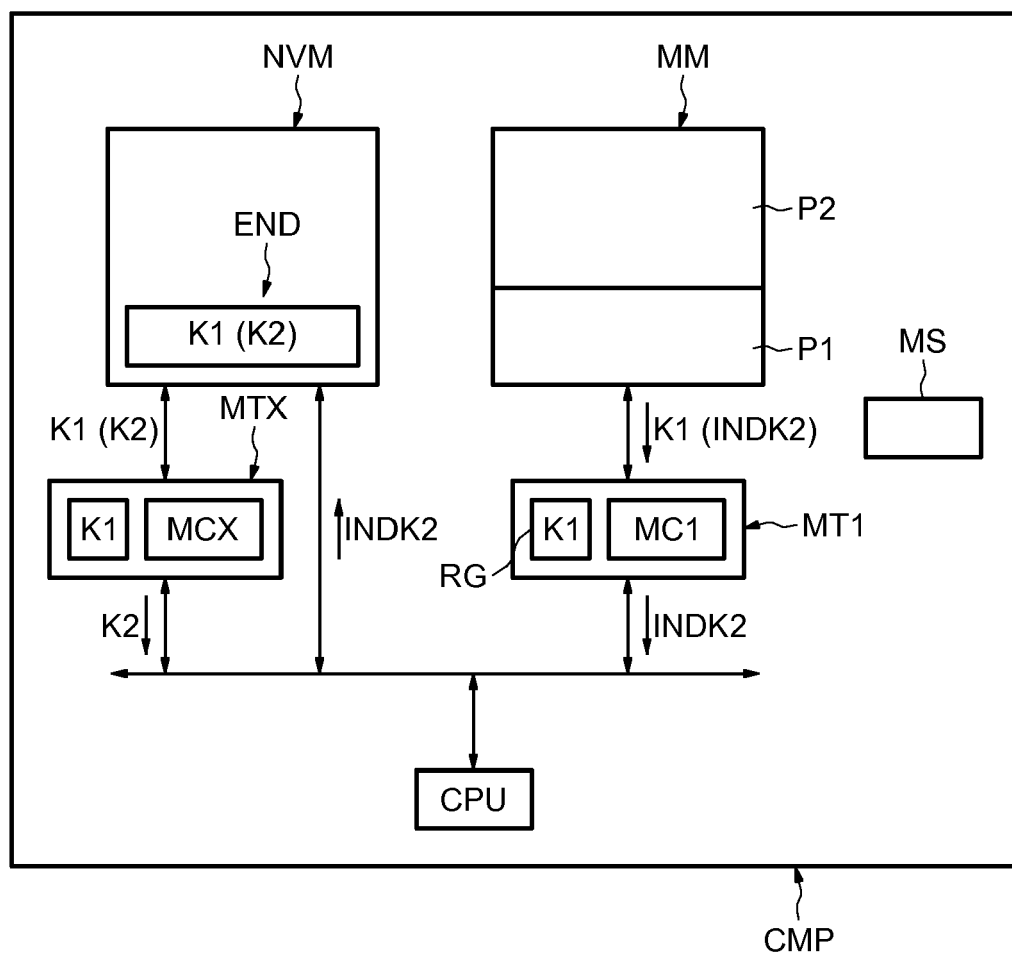 NVM
MM
END
P2
K1 (K2)
P1
MS
K1 (K2)
MTX
K1 (INDK2)
K1
MCX
INDK2
K1
MC1
MT1
RG
K2
INDK2
CPU
CMP